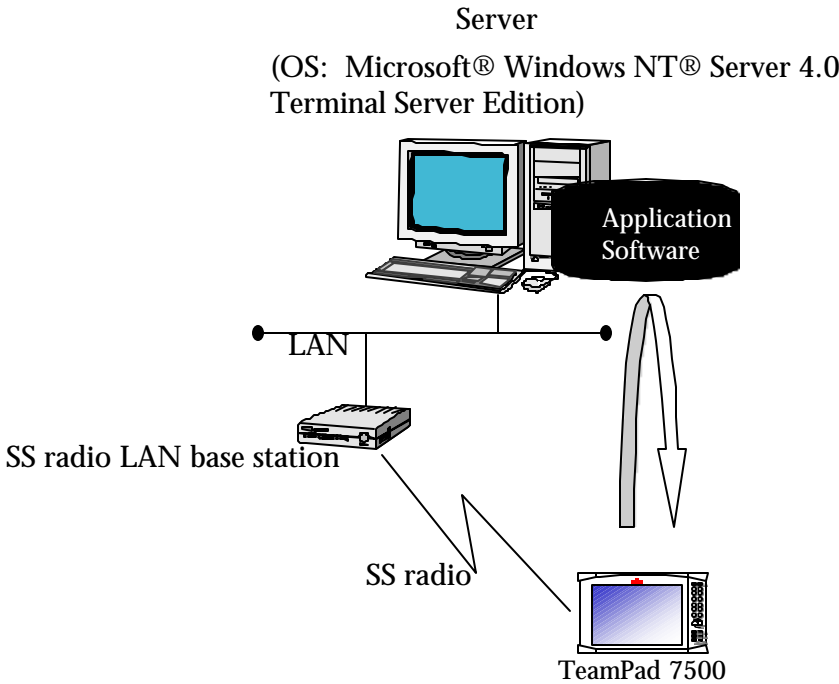 Server
(OS: Microsoft® Windows NT® Server 4.0
Terminal Server Edition)
Application
Software
LAN
SS radio LAN base station
SS radio
TeamPad 7500